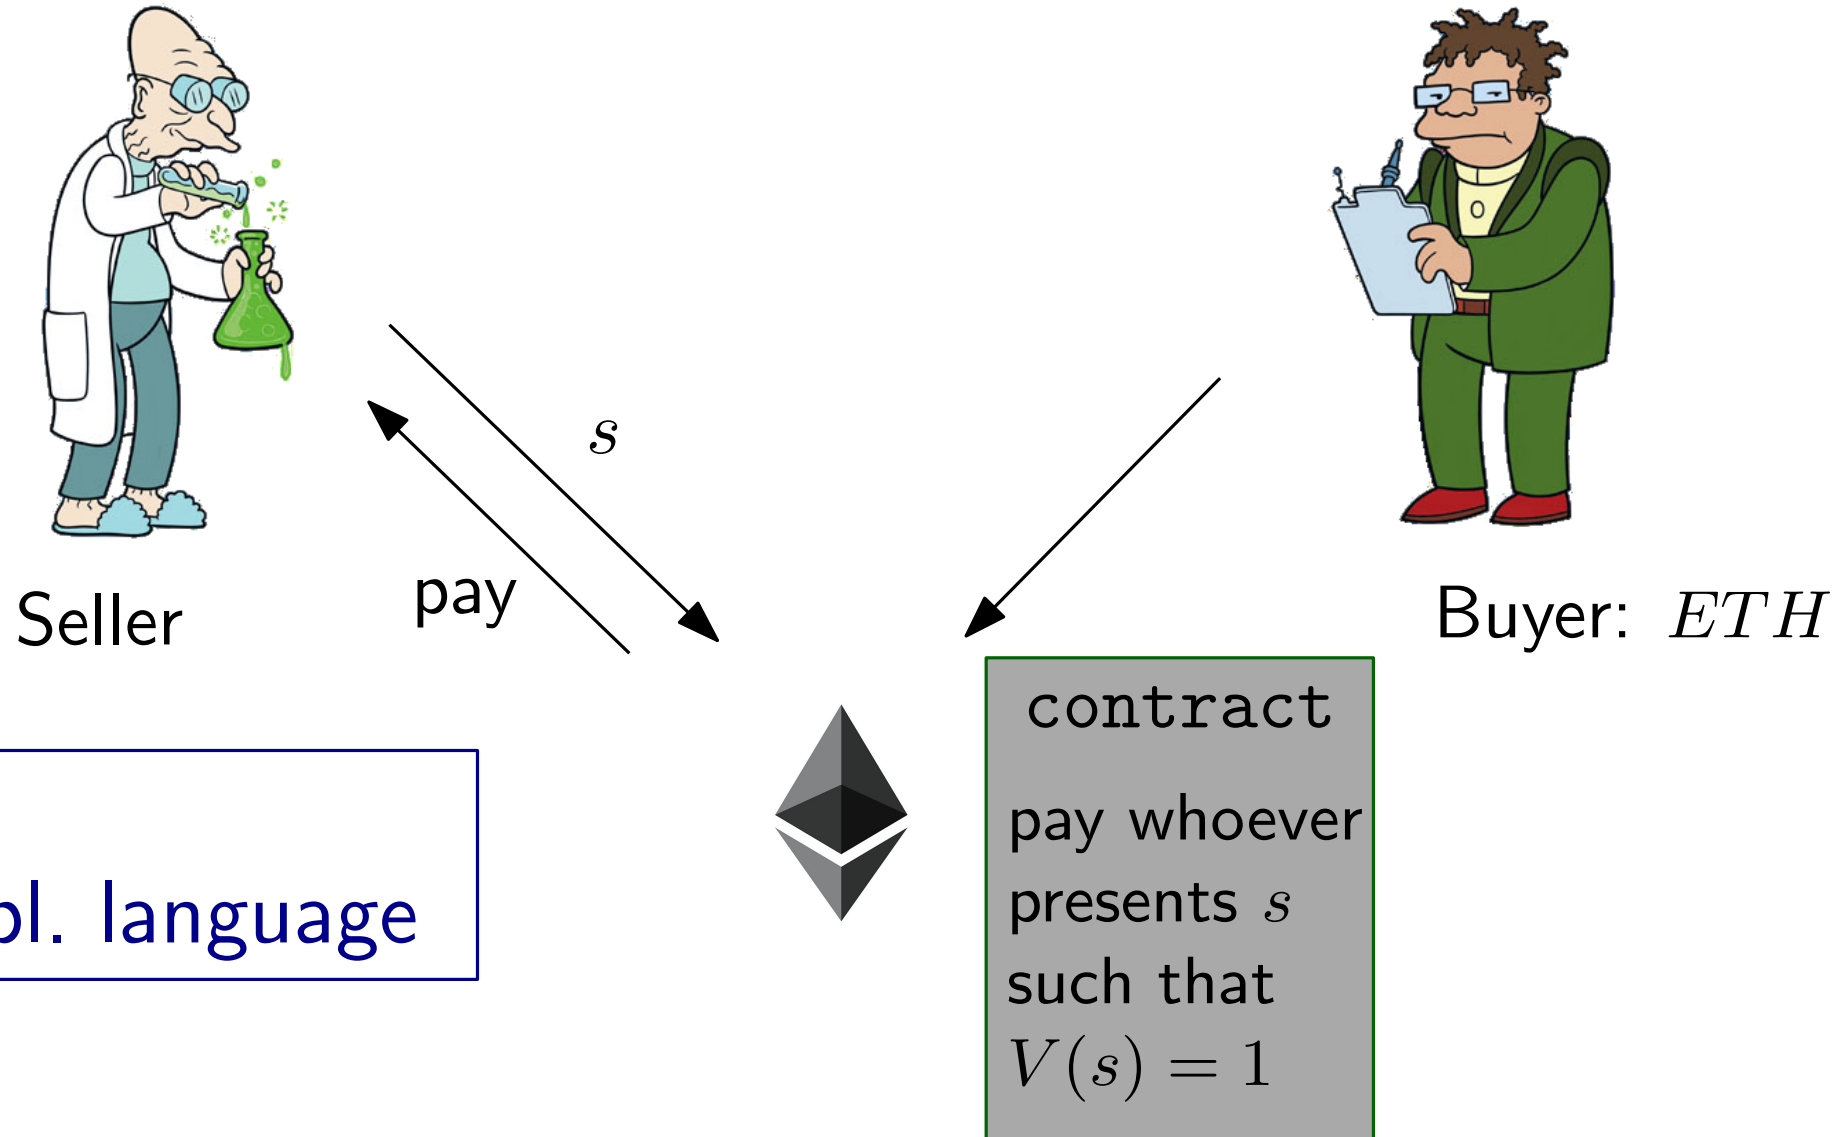 s
pay
Seller
Buyer: ETH
contract
pay whoever
presents s
such that
V(s) = 1
language